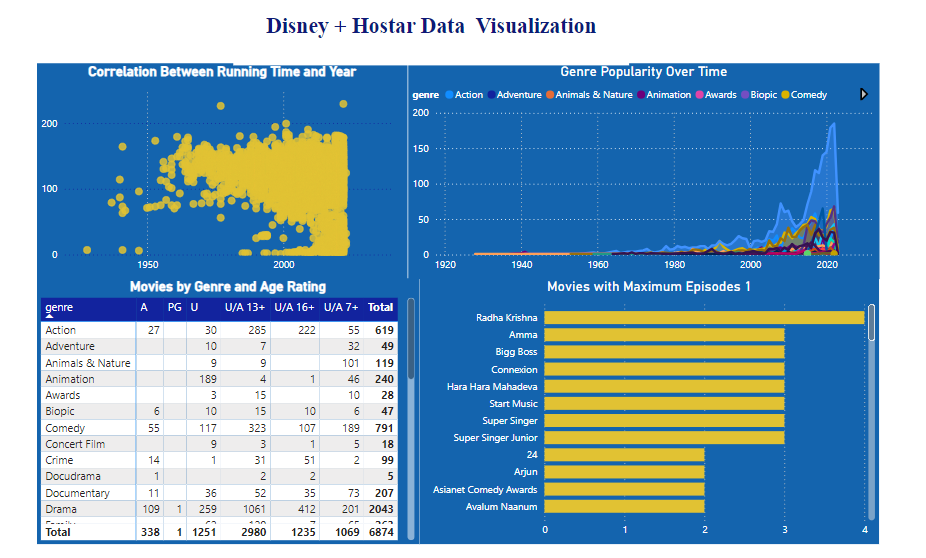 Disney + Hostar Data Visualization
Correlation Between Running Time and Year
200
100
0
1950
2000
Genre Popularity Over Time
genre Action Adventure Animals & Nature Animation Awards Biopic Comedy
200
150
100
50
0
1920 1940 1960 1980 2000 2020
Movies by Genre and Age Rating
genre A PG U U/A 13+ U/A 16+ U/A 7+ Total
Action 27 30 285 222 55 619
Adventure 10 7 32 49
Animals & Nature 9 9 101 119
Animation 189 4 1 46 240
Awards 3 15 10 28
Biopic 6 10 15 10 6 47
Comedy 55 117 323 107 189 791
Concert Film 9 3 1 5 18
Crime 14 1 31 51 2 99
Docudrama 1 2 2 5
Documentary 11 36 52 35 73 207
Drama 109 1 259 1061 412 201 2043
Total 338 1 1251 2980 1235 1069 6874
Movies with Maximum Episodes 1
Radha Krishna
Amma
Bigg Boss
Connexion
Hara Hara Mahadeva
Start Music
Super Singer
Super Singer Junior
24
Arjun
Asianet Comedy Awards
Avalum Naanum
0 1 2 3 4